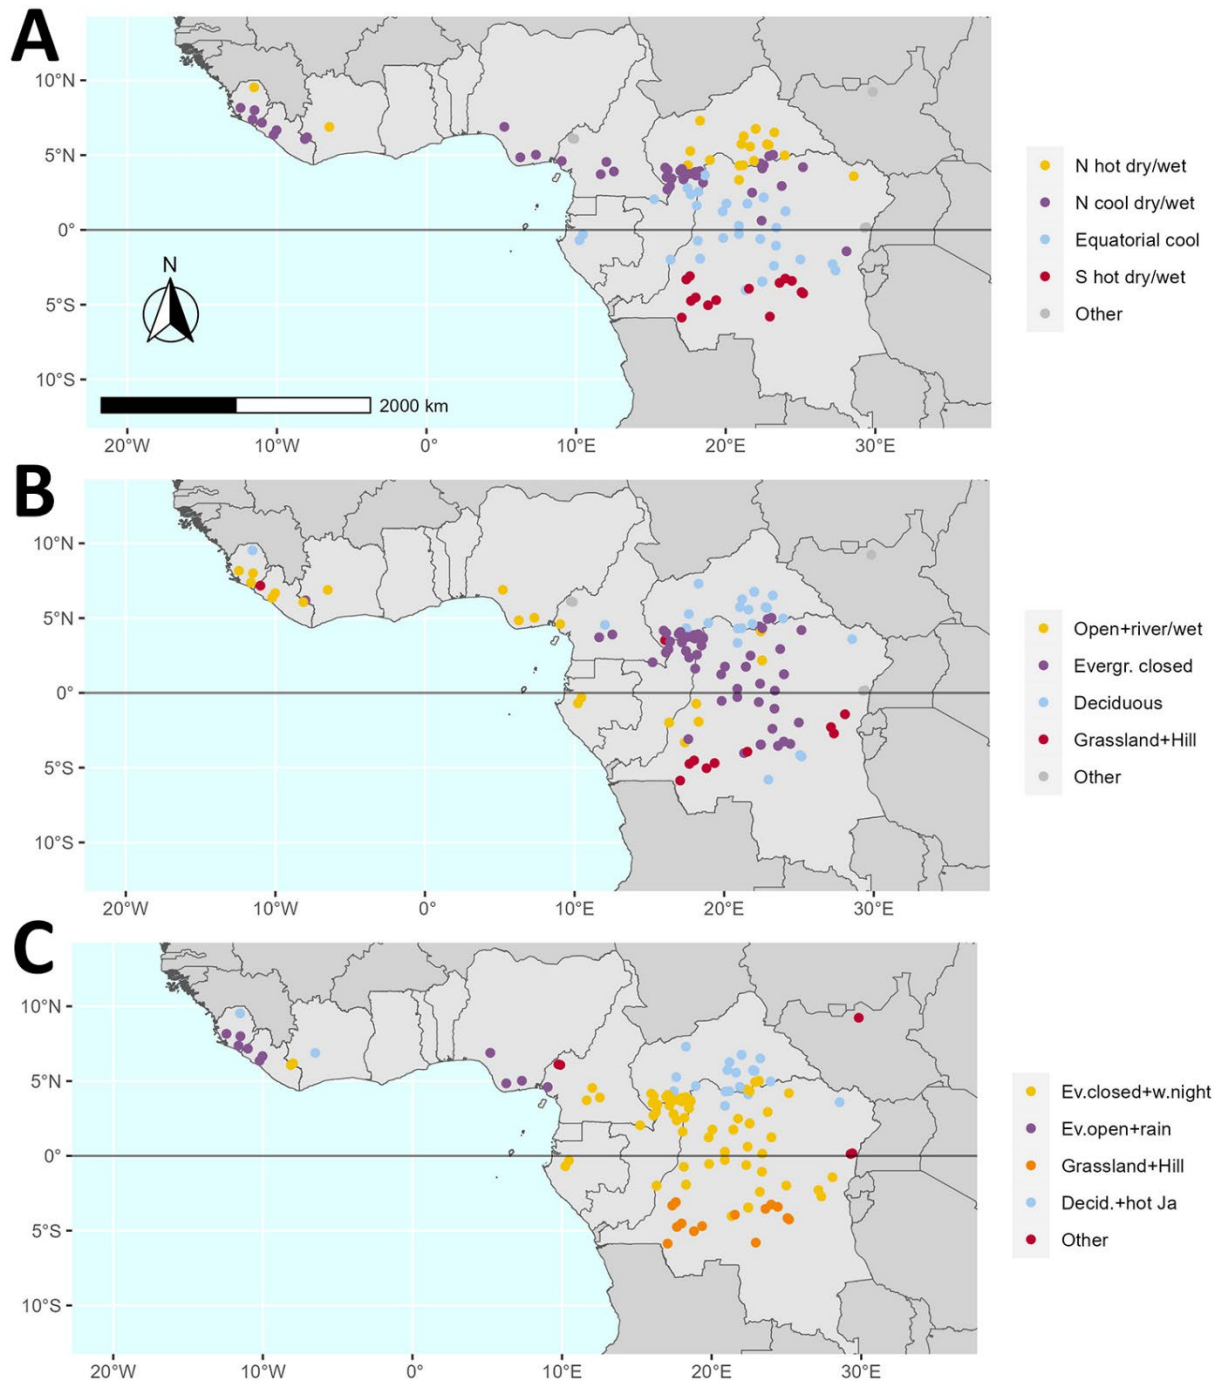 A
10°N
5°N
0°
5°S
10°S
N
2000 km
20°W 10°W 0° 10°E 20°E 30°E
N hot dry/wet
N cool dry/wet
Equatorial cool
S hot dry/wet
Other
B
10°N
5°N
0°
5°S
10°S
20°W 10°W 0° 10°E 20°E 30°E
Open+river/wet
Evergr. closed
Deciduous
Grassland+Hill
Other
C
10°N
5°N
0°
5°S
10°S
20°W 10°W 0° 10°E 20°E 30°E
Ev.closed+w.night
Ev.open+rain
Grassland+Hill
Decid.+hot Ja
Other